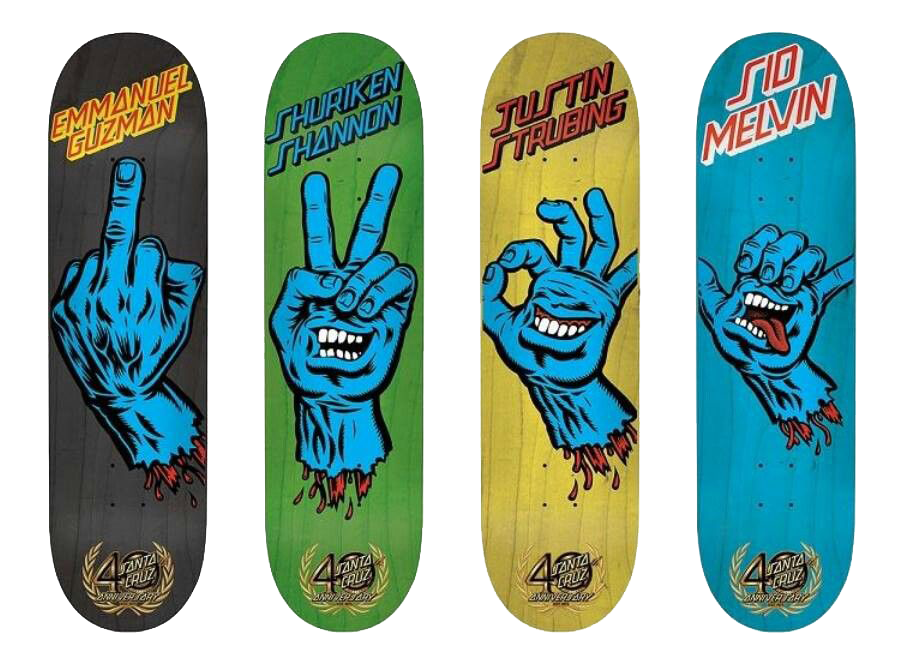 EMMANUEL
GUZMAN
SHURIKEN
SHANNON
JUSTIN
STRUBING
SID
MELVIN
40 SANTA
CRUZ
ANNIVERSARY
40 SANTA
CRUZ
ANNIVERSARY
40 SANTA
CRUZ
ANNIVERSARY
40 SANTA
CRUZ
ANNIVERSARY